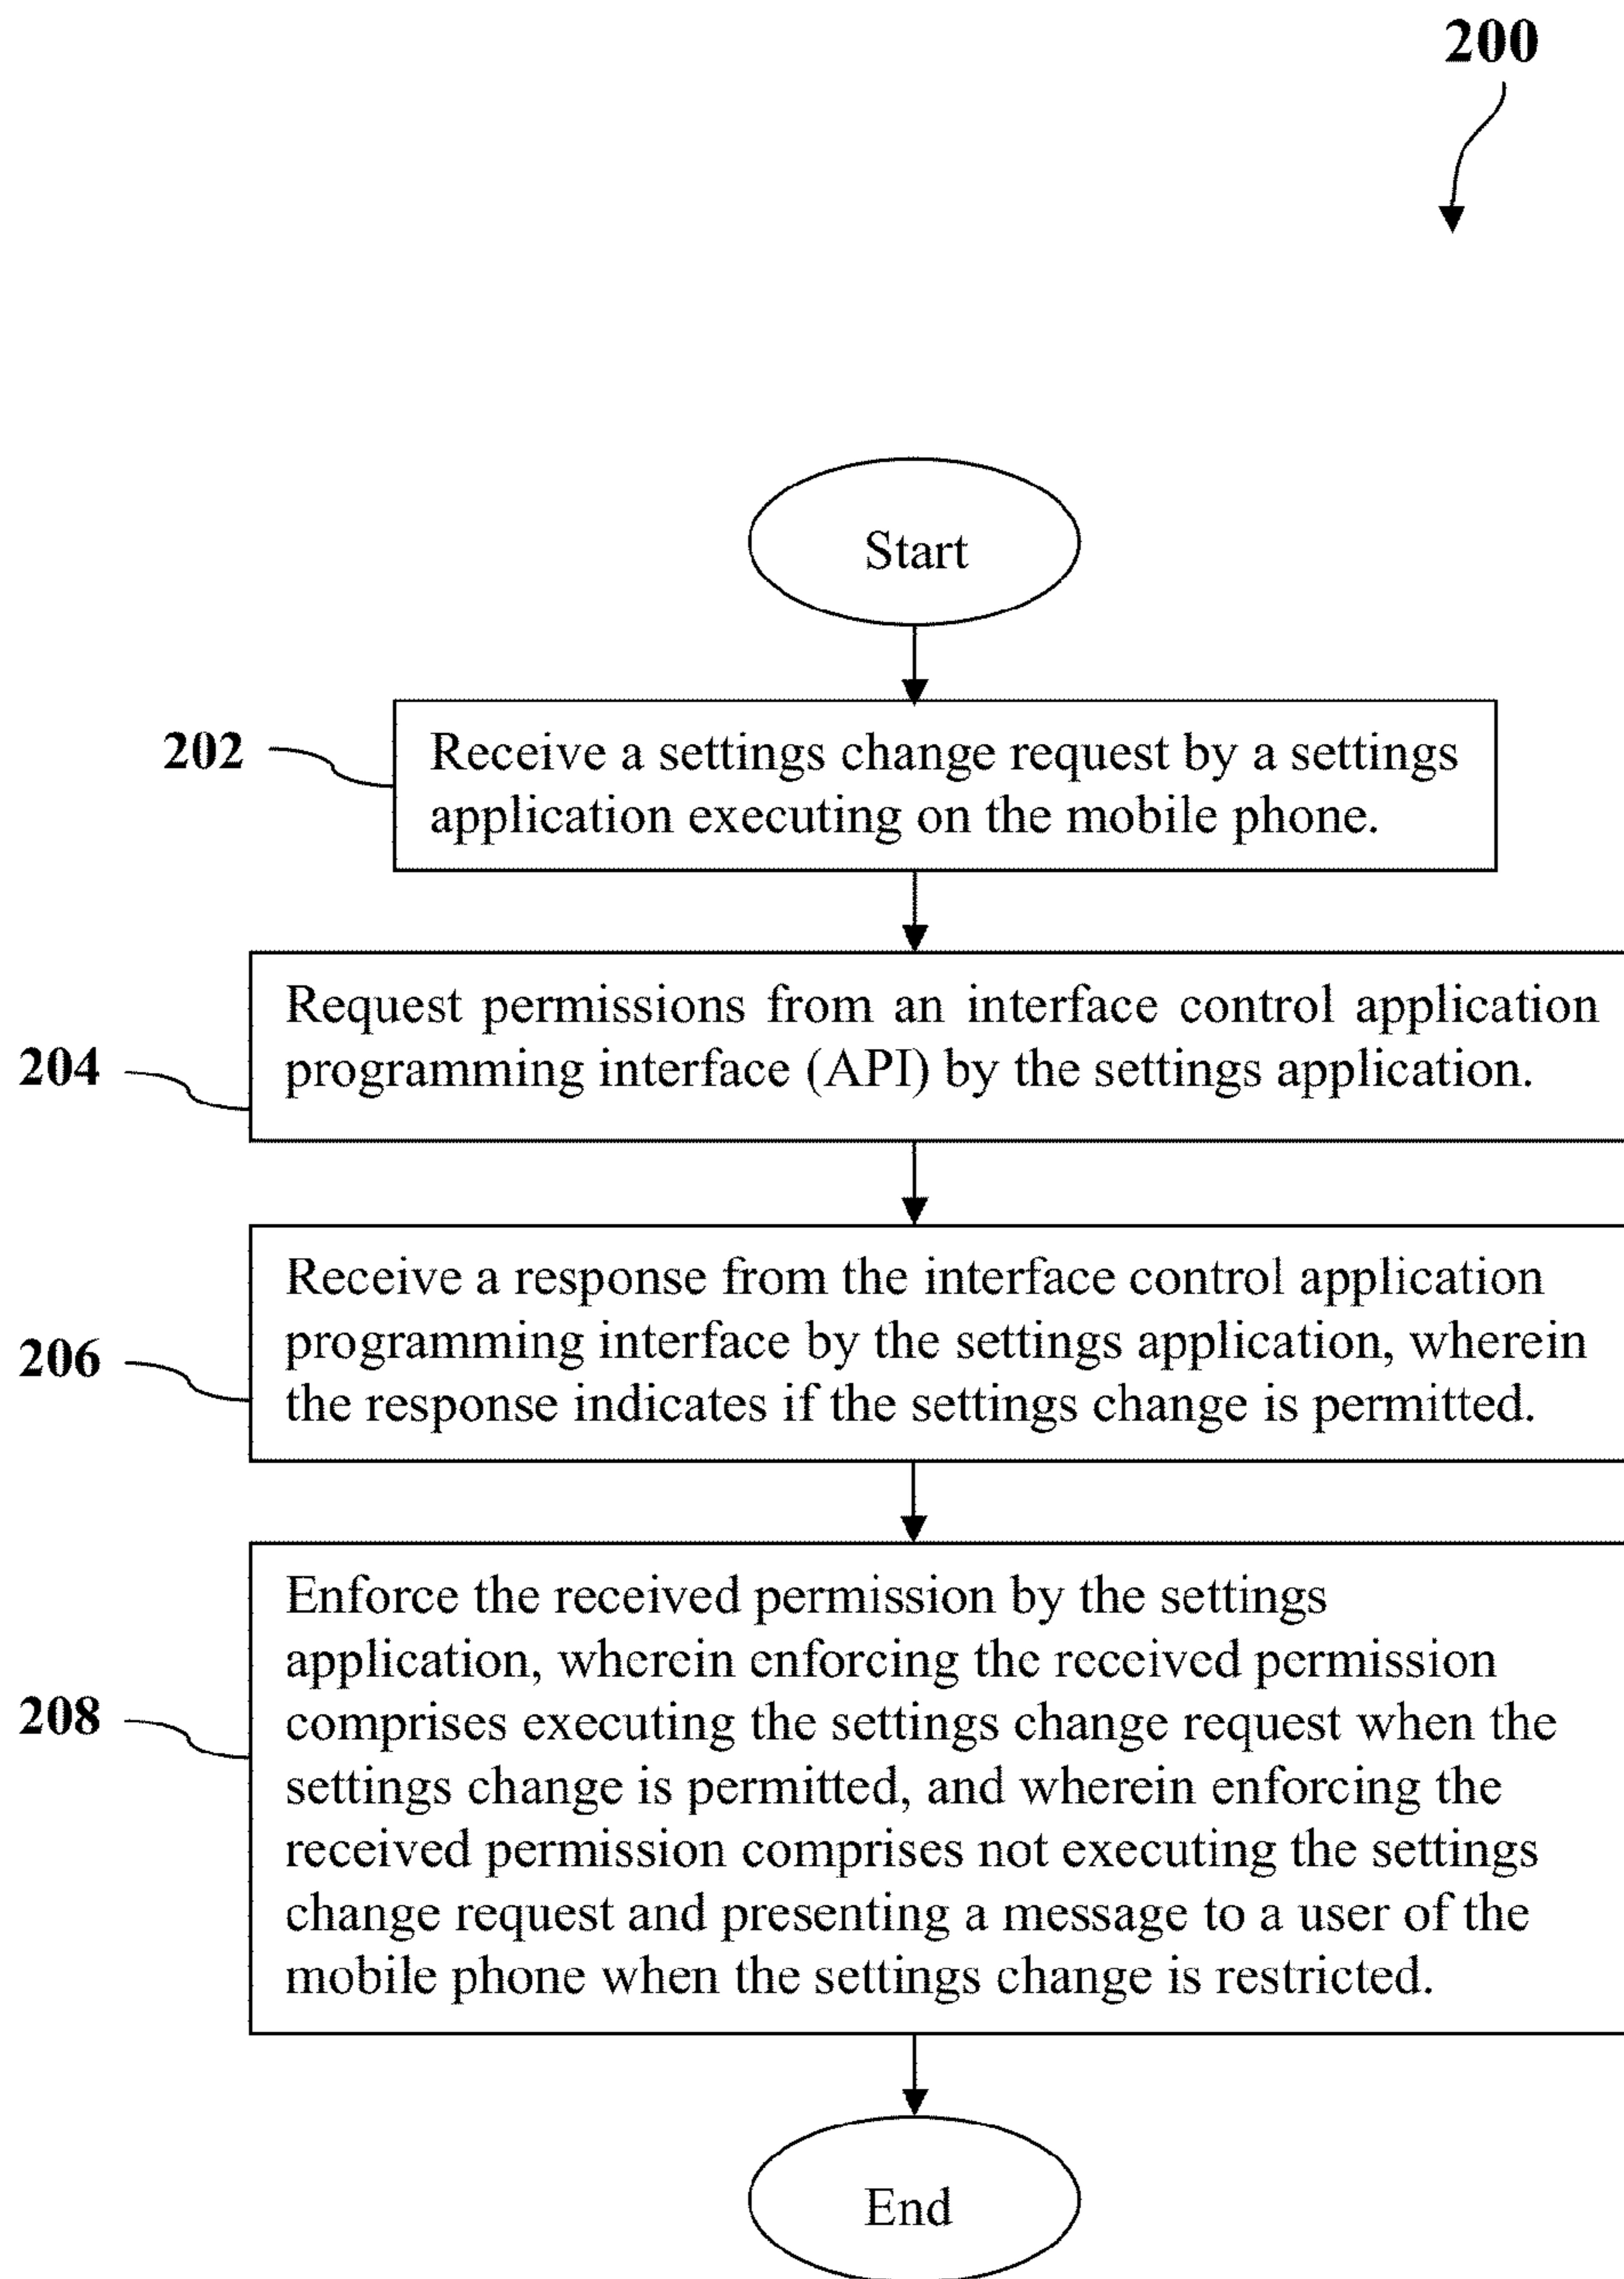 200
Start
202
Receive a settings change request by a settings
application executing on the mobile phone.
204
Request permissions from an interface control application
programming interface (API) by the settings application.
206
Receive a response from the interface control application
programming interface by the settings application, wherein
the response indicates if the settings change is permitted.
208
Enforce the received permission by the settings
application, wherein enforcing the received permission
comprises executing the settings change request when the
settings change is permitted, and wherein enforcing the
received permission comprises not executing the settings
change request and presenting a message to a user of the
mobile phone when the settings change is restricted.
End